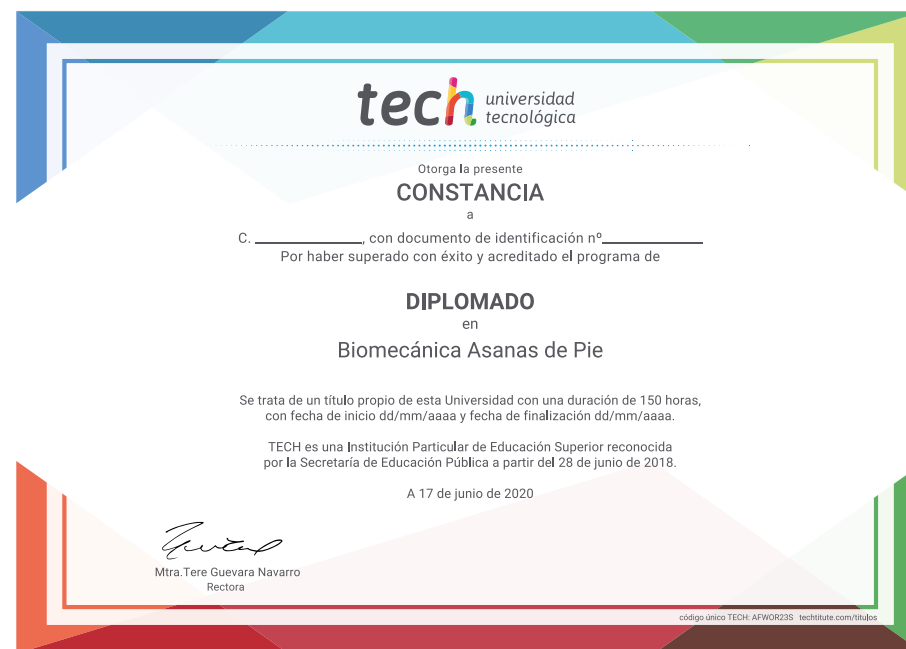 tech universidad
tecnológica
Otorga la presente
CONSTANCIA
a
C. ____________, con documento de identificación nº____________
Por haber superado con éxito y acreditado el programa de
DIPLOMADO
en
Biomecánica Asanas de Pie
Se trata de un título propio de esta Universidad con una duración de 150 horas,
con fecha de inicio dd/mm/aaaa y fecha de finalización dd/mm/aaaa.
TECH es una Institución Particular de Educación Superior reconocida
por la Secretaría de Educación Pública a partir del 28 de junio de 2018.
A 17 de junio de 2020
Mtra.Tere Guevara Navarro
Rectora
código único TECH: AFWOR23S techtitute.com/titulos